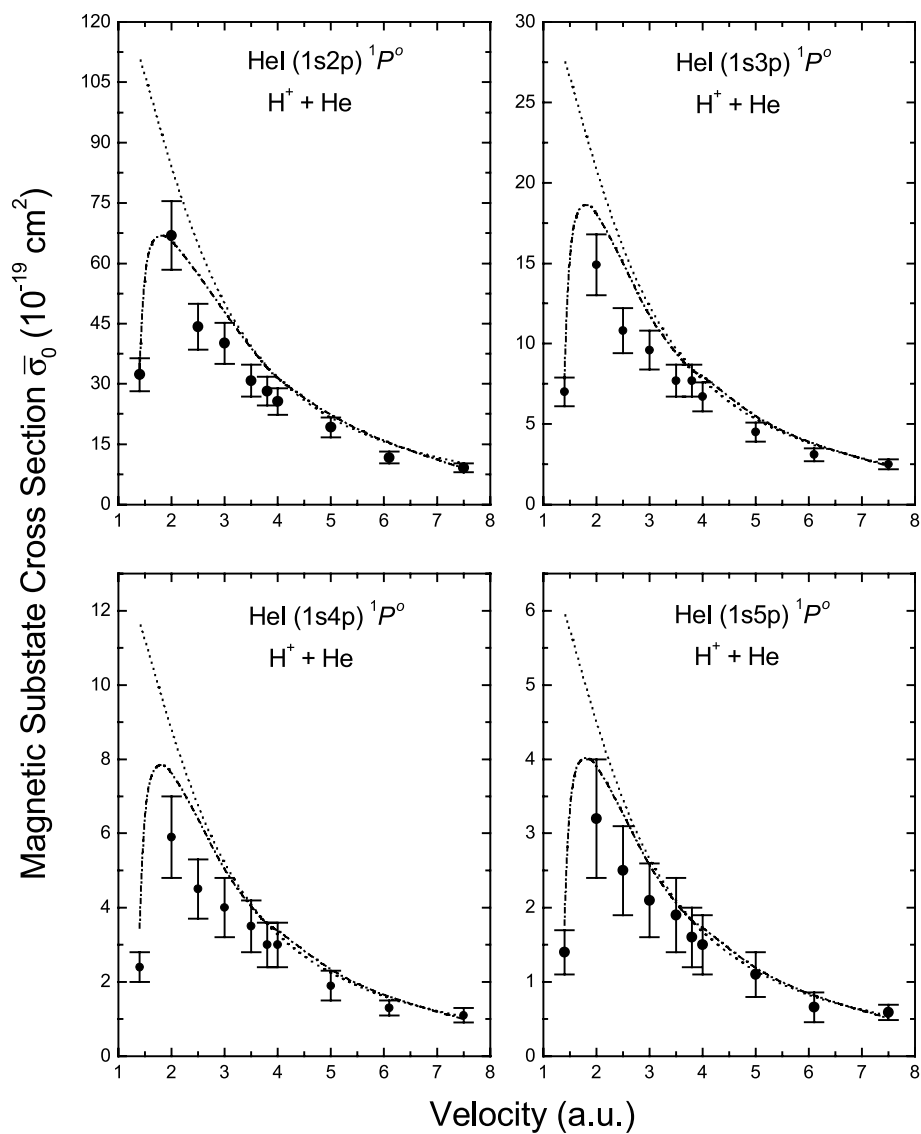 Magnetic Substate Cross Section σ̅₀ (10⁻¹⁹ cm²)
HeI (1s2p) ¹Pᵒ
H⁺ + He
120
105
90
75
60
45
30
15
0
1 2 3 4 5 6 7 8
HeI (1s3p) ¹Pᵒ
H⁺ + He
30
25
20
15
10
5
0
1 2 3 4 5 6 7 8
HeI (1s4p) ¹Pᵒ
H⁺ + He
12
10
8
6
4
2
0
1 2 3 4 5 6 7 8
HeI (1s5p) ¹Pᵒ
H⁺ + He
6
5
4
3
2
1
0
1 2 3 4 5 6 7 8
Velocity (a.u.)